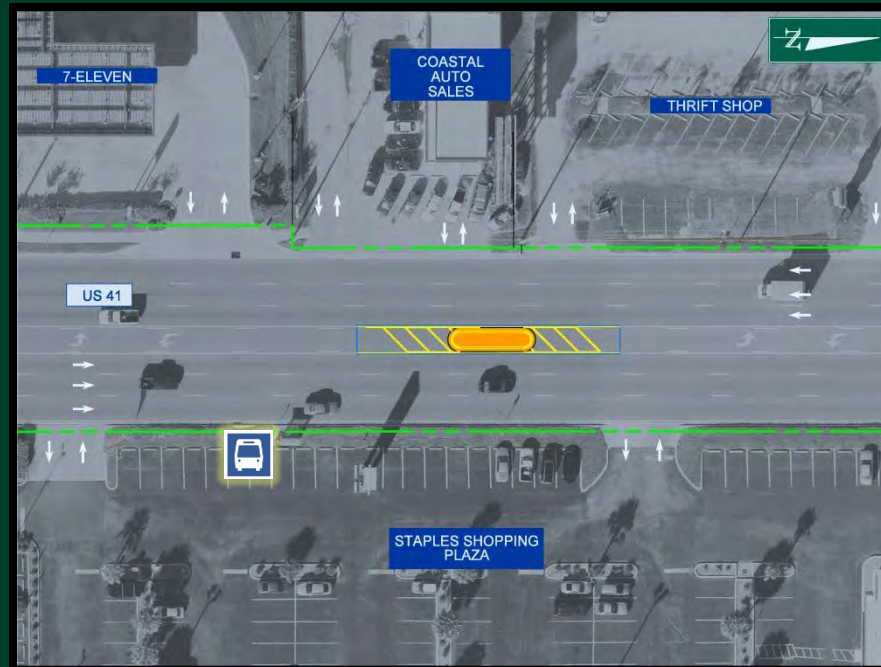 7-ELEVEN
COASTAL
AUTO
SALES
THRIFT SHOP
N
US 41
STAPLES SHOPPING
PLAZA